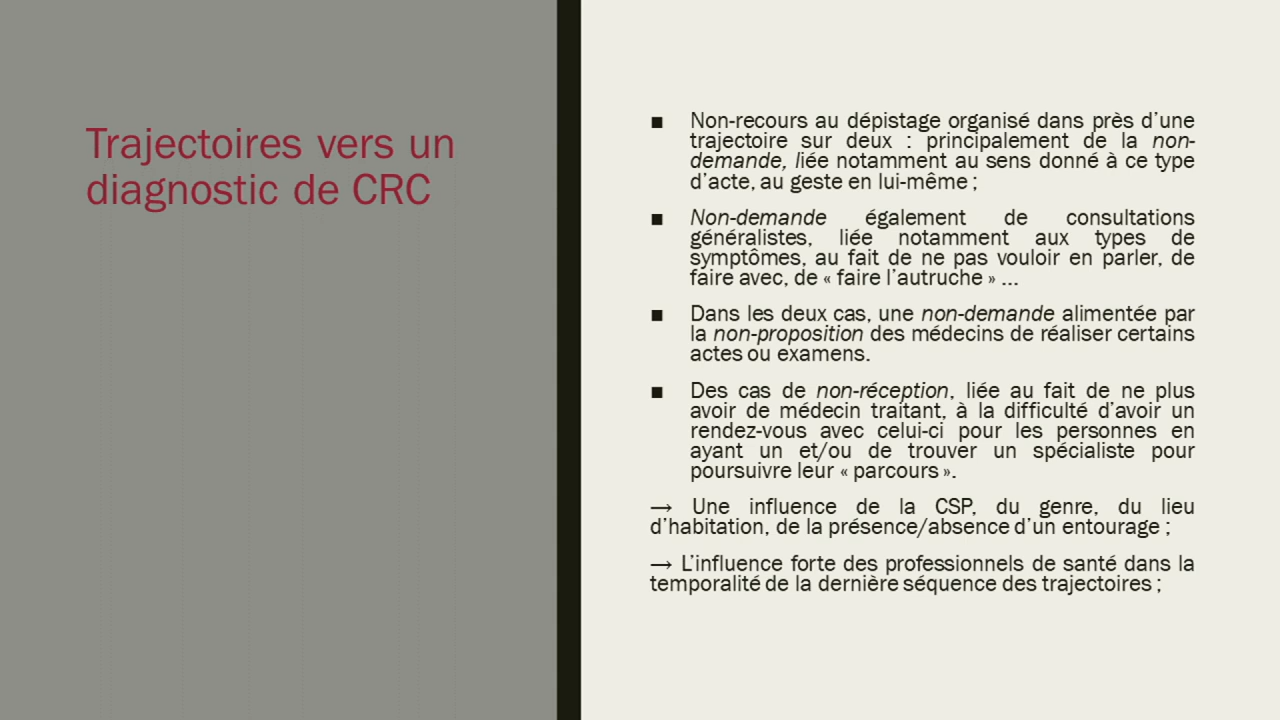 Trajectoires vers un
diagnostic de CRC
■ Non-recours au dépistage organisé dans près d’une
trajectoire sur deux : principalement de la non-
demande, liée notamment au sens donné à ce type
d’acte, au geste en lui-même ;
■ Non-demande également de consultations
généralistes, liée notamment aux types de
symptômes, au fait de ne pas vouloir en parler, de
faire avec, de « faire l’autruche » ...
■ Dans les deux cas, une non-demande alimentée par
la non-proposition des médecins de réaliser certains
actes ou examens.
■ Des cas de non-réception, liée au fait de ne plus
avoir de médecin traitant, à la difficulté d’avoir un
rendez-vous avec celui-ci pour les personnes en
ayant un et/ou de trouver un spécialiste pour
poursuivre leur « parcours ».
→ Une influence de la CSP, du genre, du lieu
d’habitation, de la présence/absence d’un entourage ;
→ L’influence forte des professionnels de santé dans la
temporalité de la dernière séquence des trajectoires ;